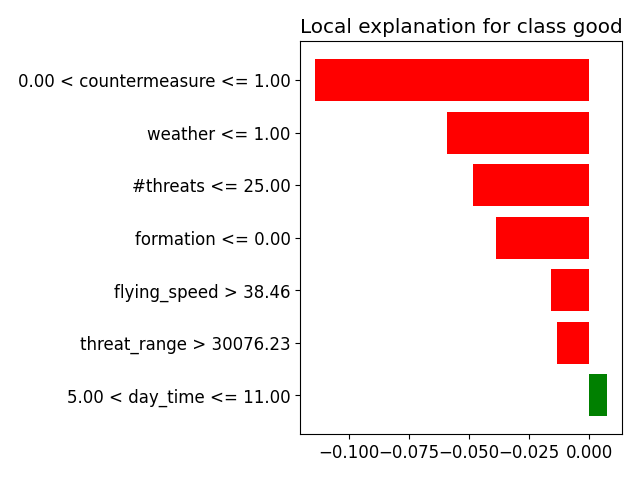 Local explanation for class good
0.00 < countermeasure <= 1.00
weather <= 1.00
#threats <= 25.00
formation <= 0.00
flying_speed > 38.46
threat_range > 30076.23
5.00 < day_time <= 11.00
−0.100−0.075−0.050−0.025 0.000